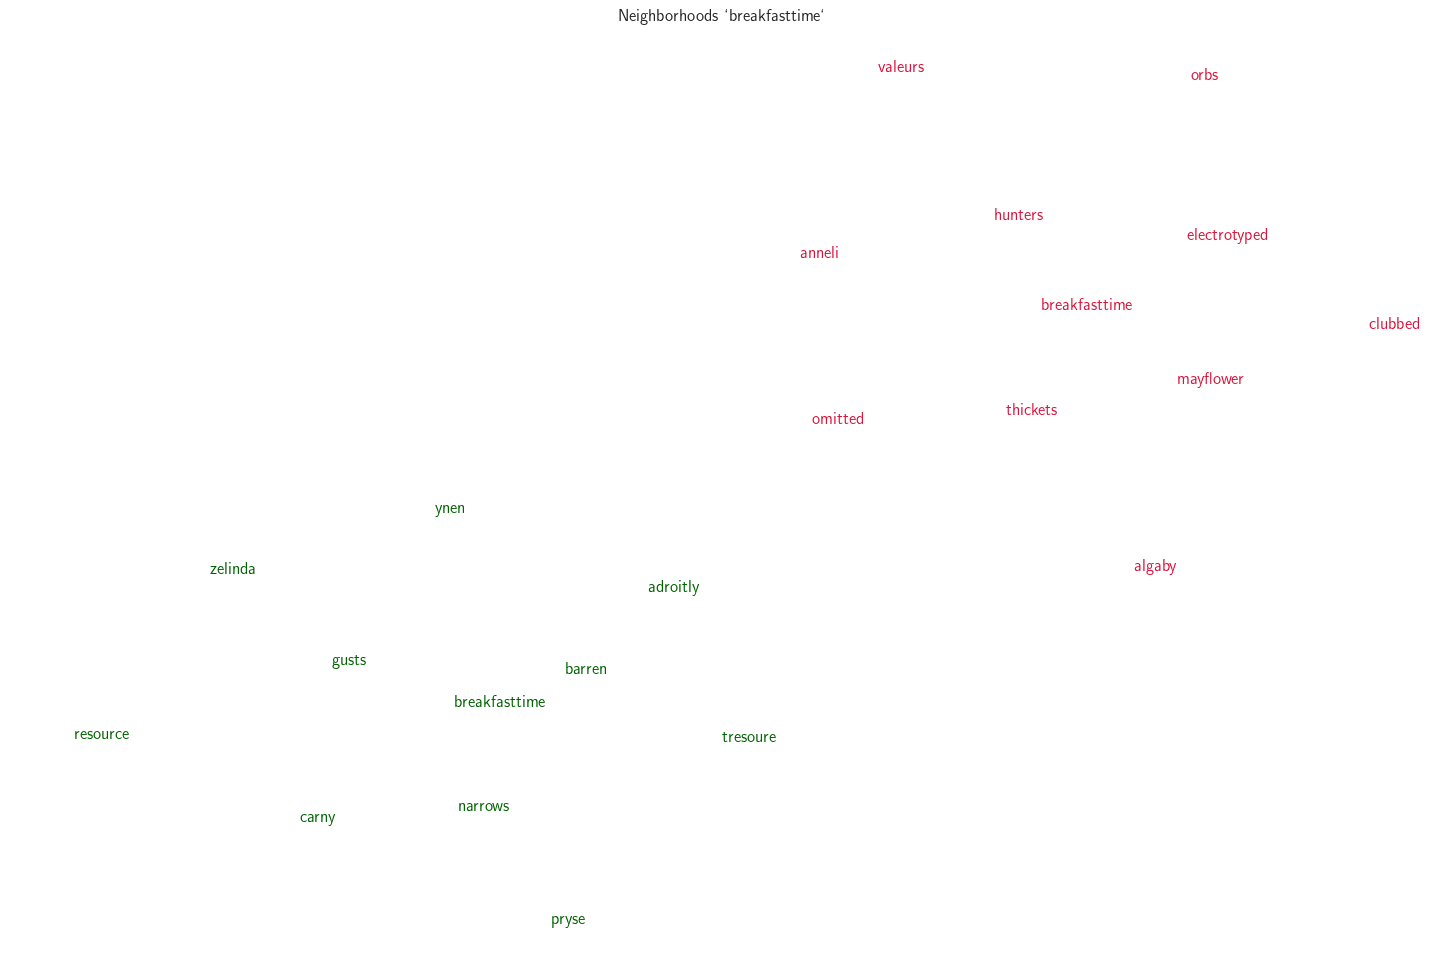 Neighborhoods ‘breakfasttime‘
valeurs
orbs
hunters
electrotyped
anneli
breakfasttime
clubbed
mayflower
thickets
omitted
ynen
algaby
zelinda
adroitly
gusts
barren
breakfasttime
resource
tresoure
narrows
carny
pryse